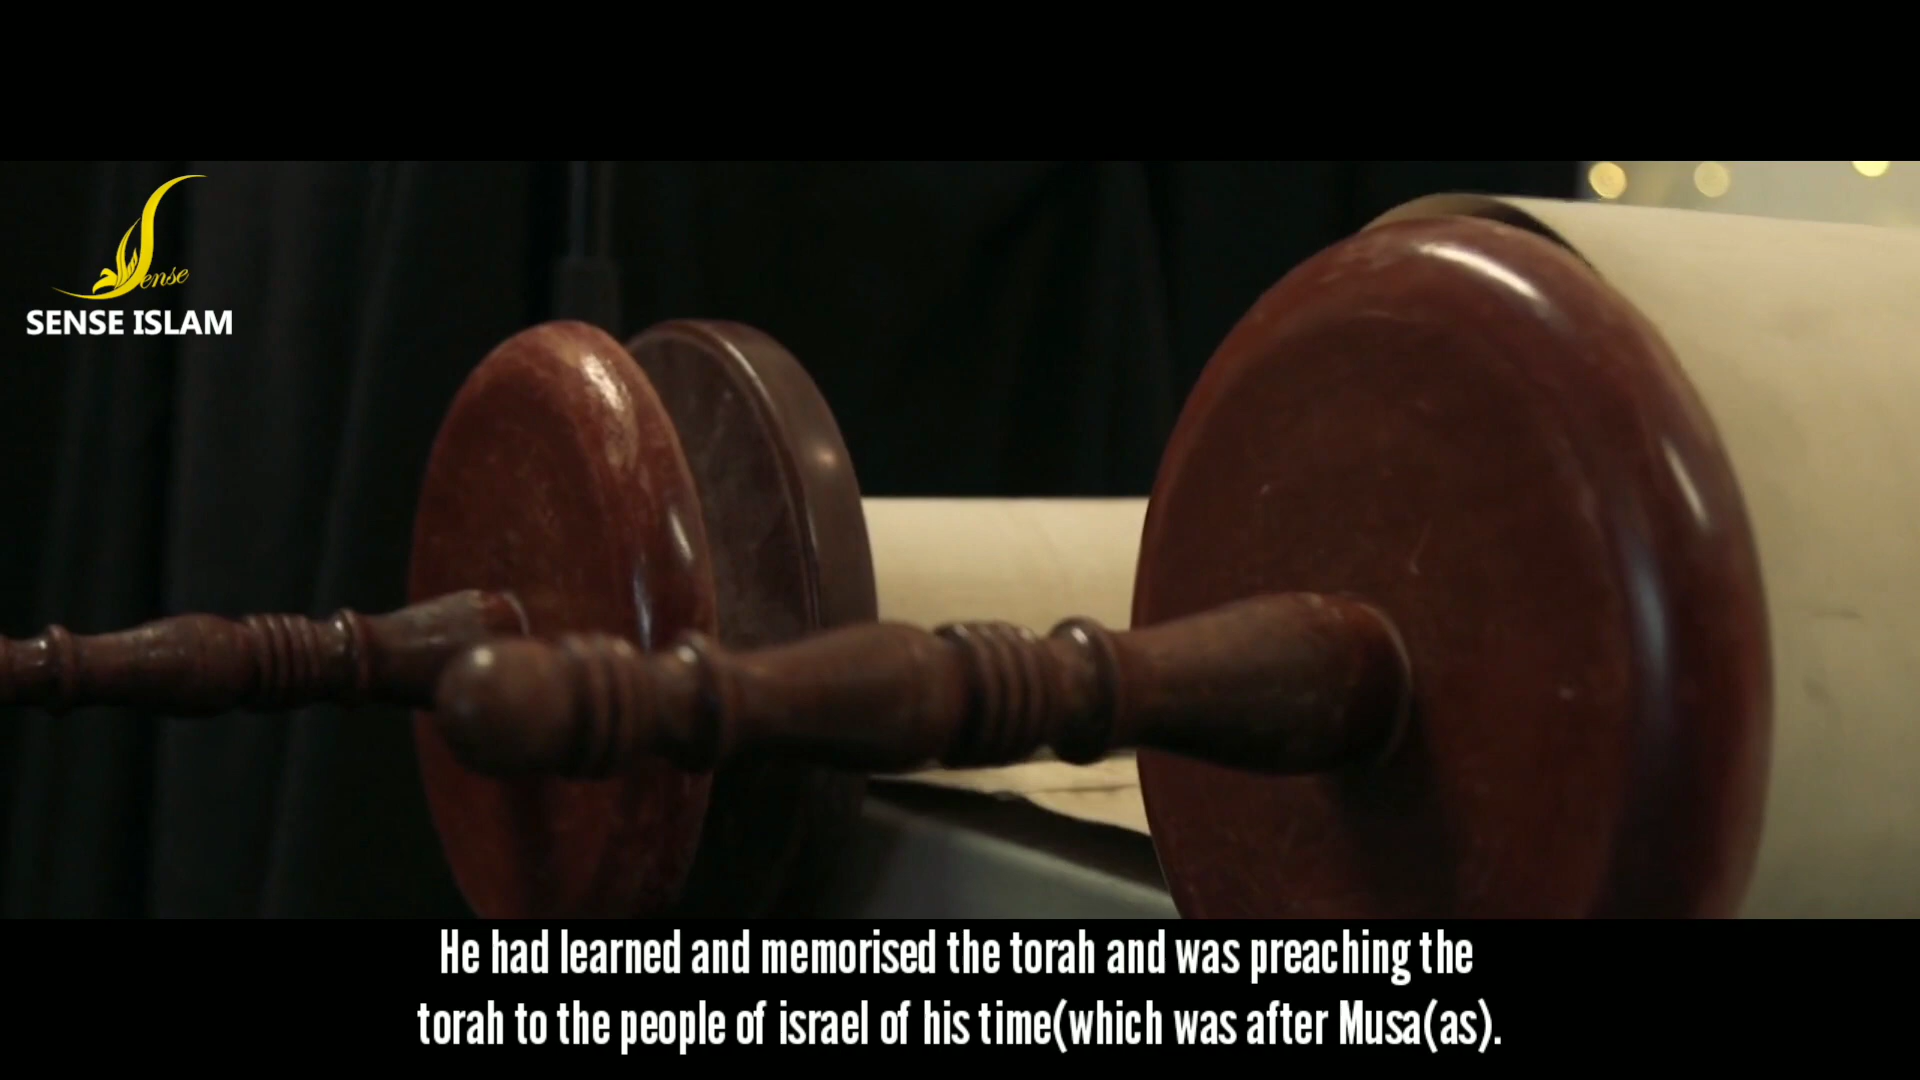 Sense
SENSE ISLAM
He had learned and memorised the torah and was preaching the
torah to the people of israel of his time(which was after Musa(as).